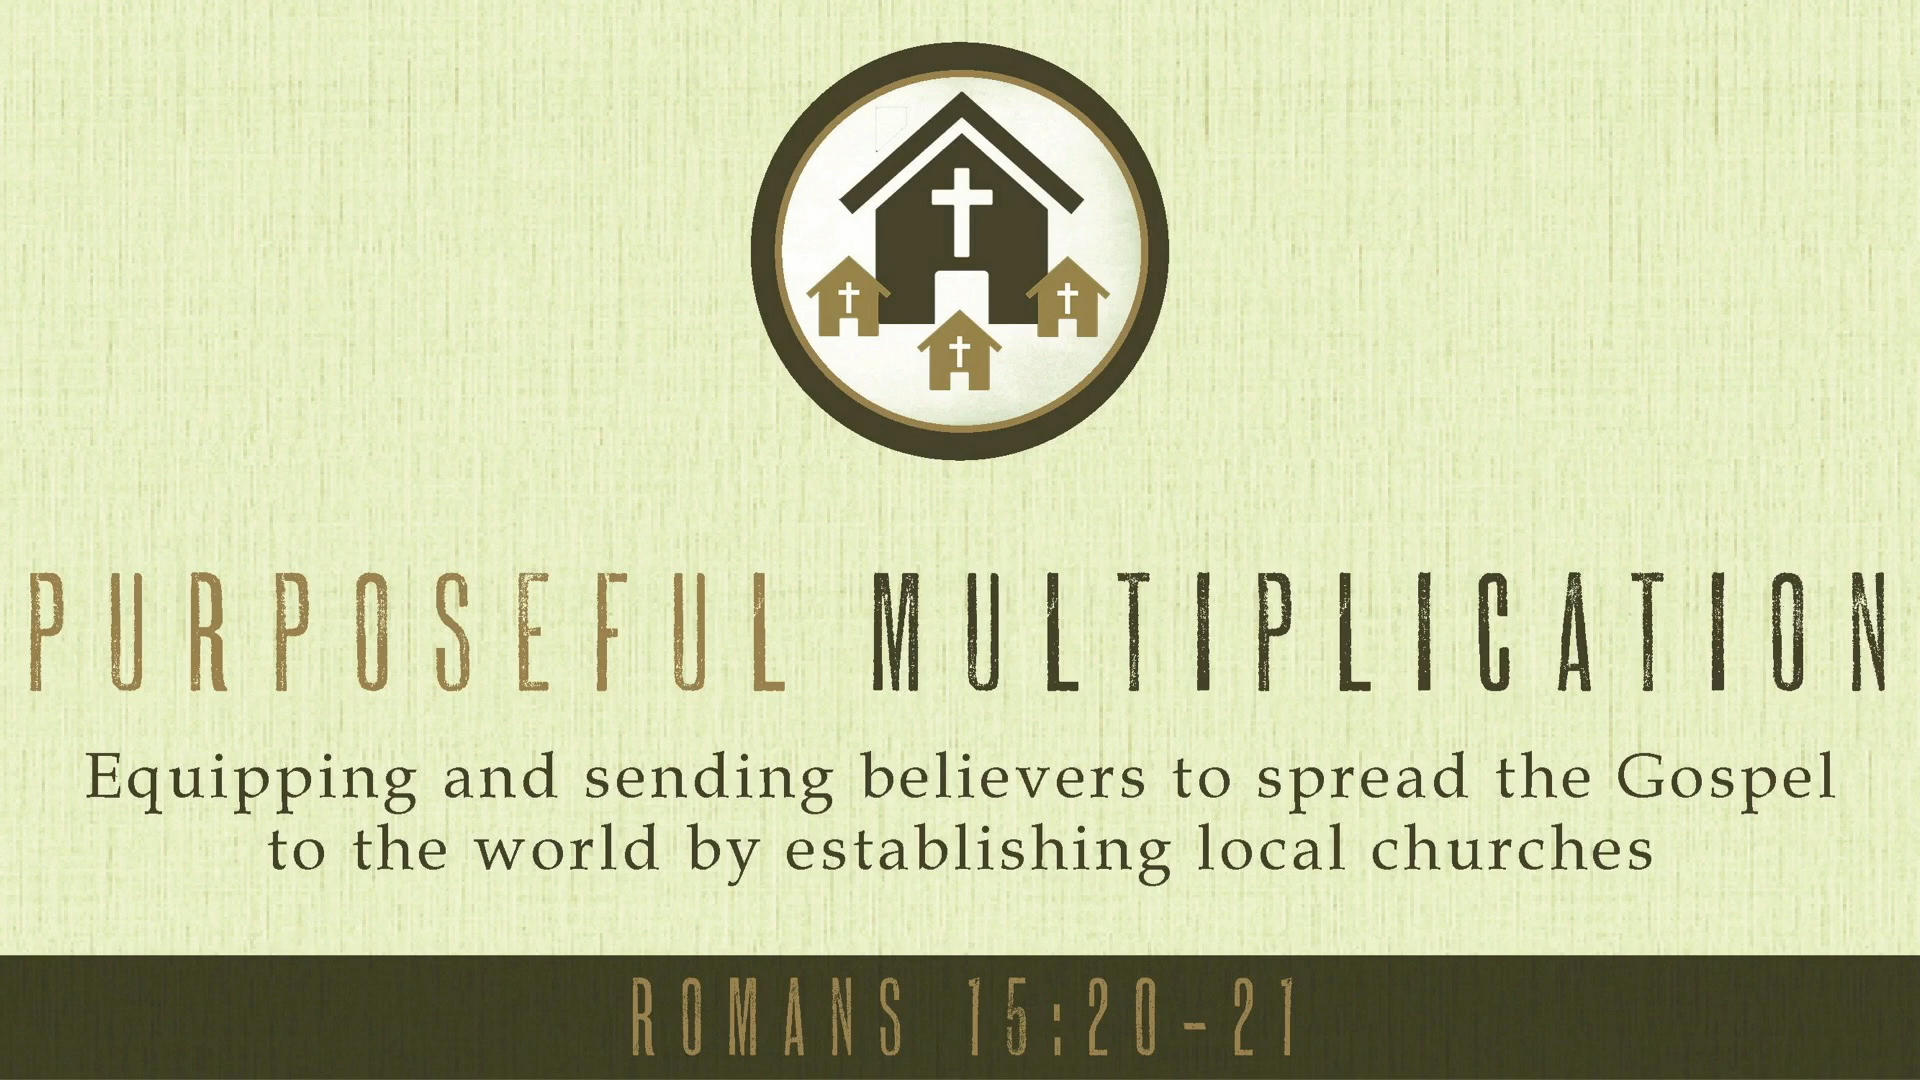 PURPOSEFUL MULTIPLICATION
Equipping and sending believers to spread the Gospel
to the world by establishing local churches
ROMANS 15:20-21